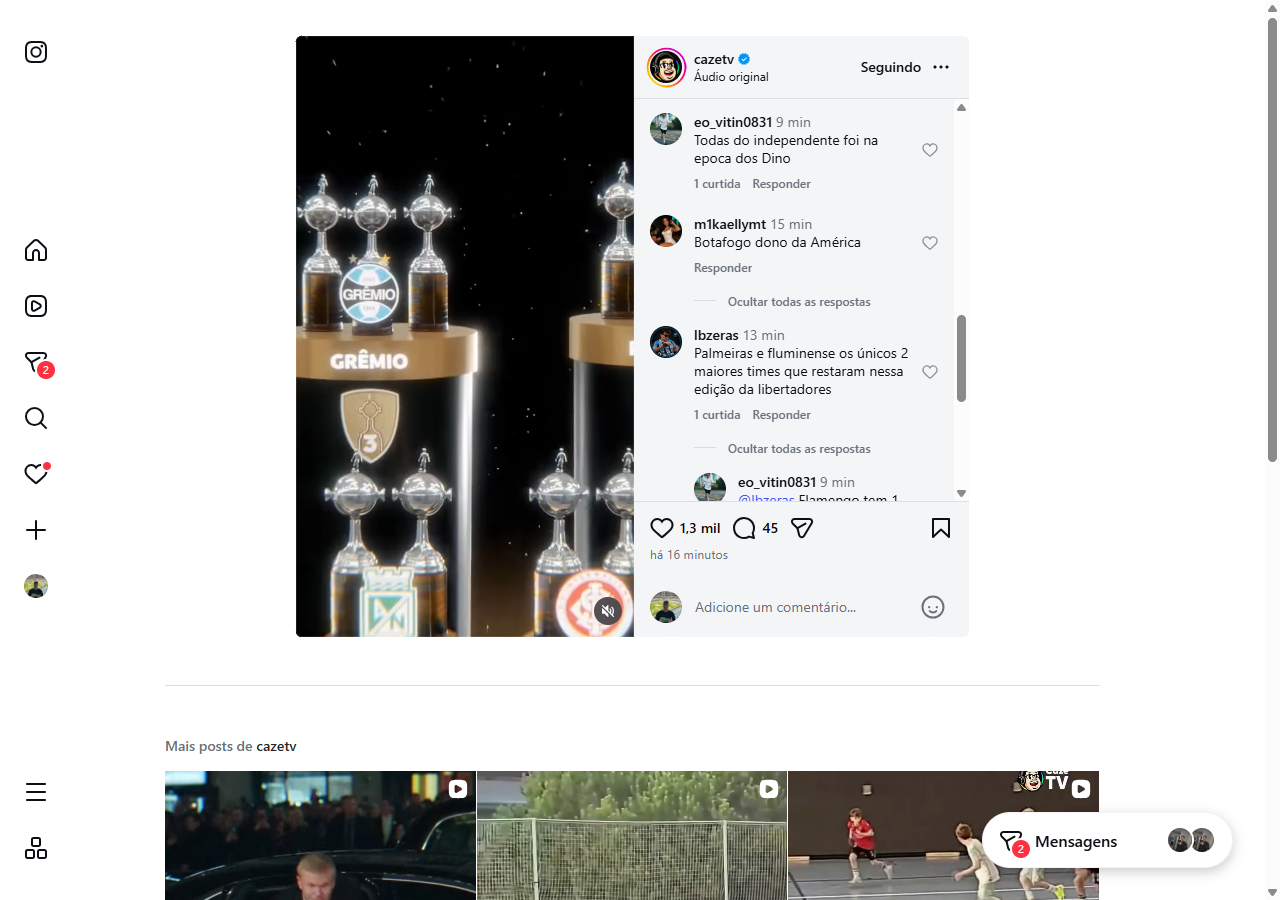 cazetv
Áudio original
Seguindo
eo_vitin0831 9 min
Todas do independente foi na
epoca dos Dino
1 curtida Responder
m1kaellymt 15 min
Botafogo dono da América
Responder
Ocultar todas as respostas
lbzeras 13 min
Palmeiras e fluminense os únicos 2
maiores times que restaram nessa
edição da libertadores
1 curtida Responder
Ocultar todas as respostas
eo_vitin0831 9 min
@lbzeras Flamengo tem 1
GRÊMIO
GRÊMIO
3
1,3 mil 45
há 16 minutos
Adicione um comentário...
2
Mais posts de cazetv
Caze
TV
2
Mensagens